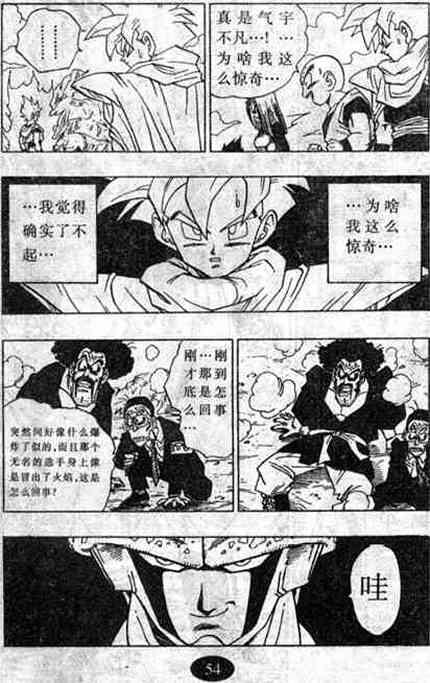 真是气宇
不凡…!…
为啥我这
么惊奇…
………
…为啥
我这么
惊奇…
…我觉得
确实了不
起…
刚…刚
才那到
底是怎
么回事
…
突然间好像什么爆
炸了似的,而且那个
无名的选手身上像
是冒出了火焰,这是
怎么回事?
哇
54